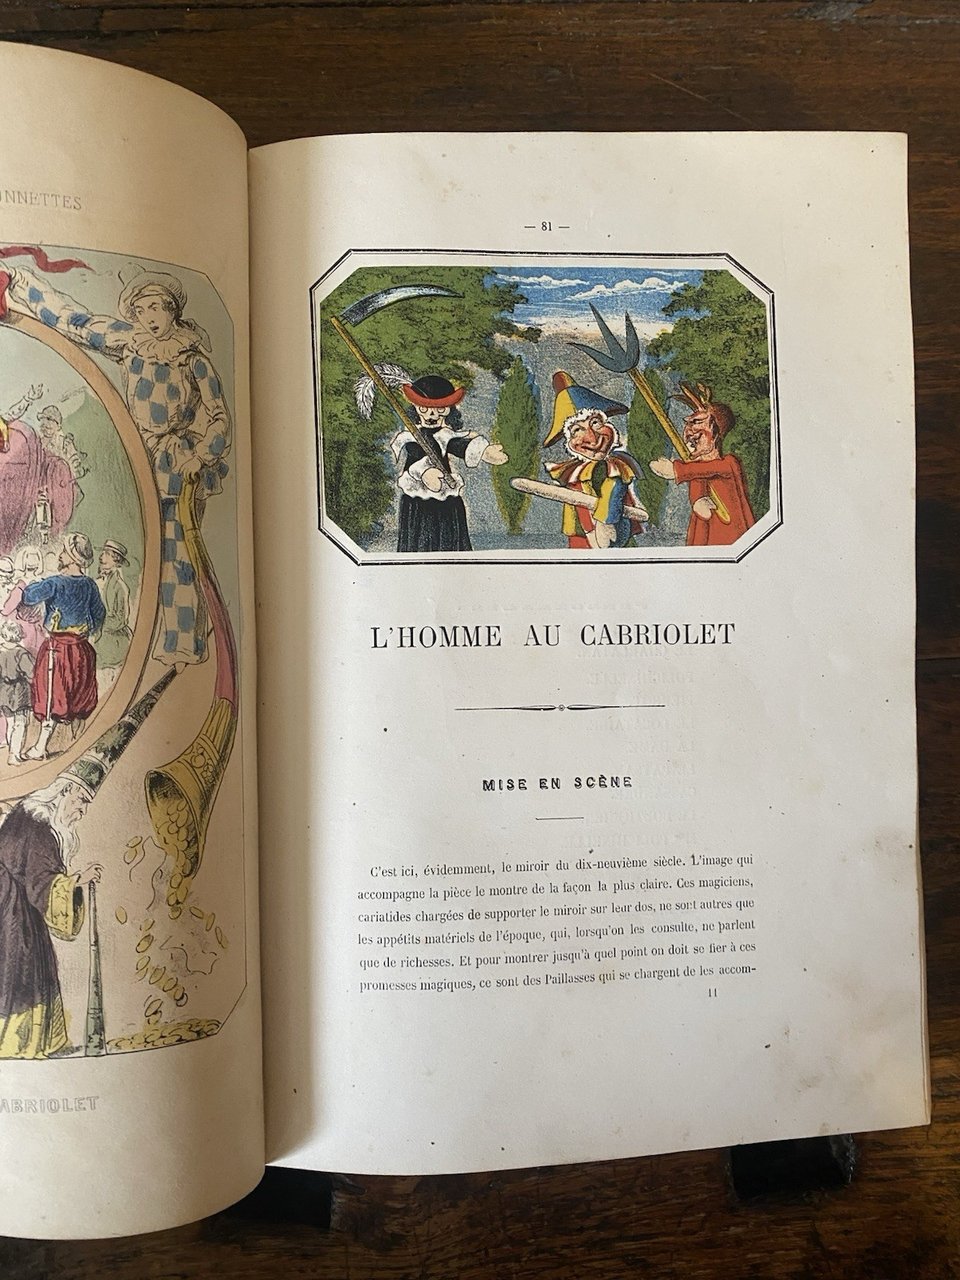 NNETTES
ABRIOLET
— 81 —
L'HOMME AU CABRIOLET
MISE EN SCÈNE
C'est ici, évidemment, le miroir du dix-neuvième siècle. L'image qui
accompagne la pièce le montre de la façon la plus claire. Ces magiciens,
cariatides chargées de supporter le miroir sur leur dos, ne sont autres que
les appétits matériels de l'époque, qui, lorsqu'on les consulte, ne parlent
que de richesses. Et pour montrer jusqu'à quel point on doit se fier à ces
promesses magiques, ce sont des Paillasses qui se chargent de les accom-
11